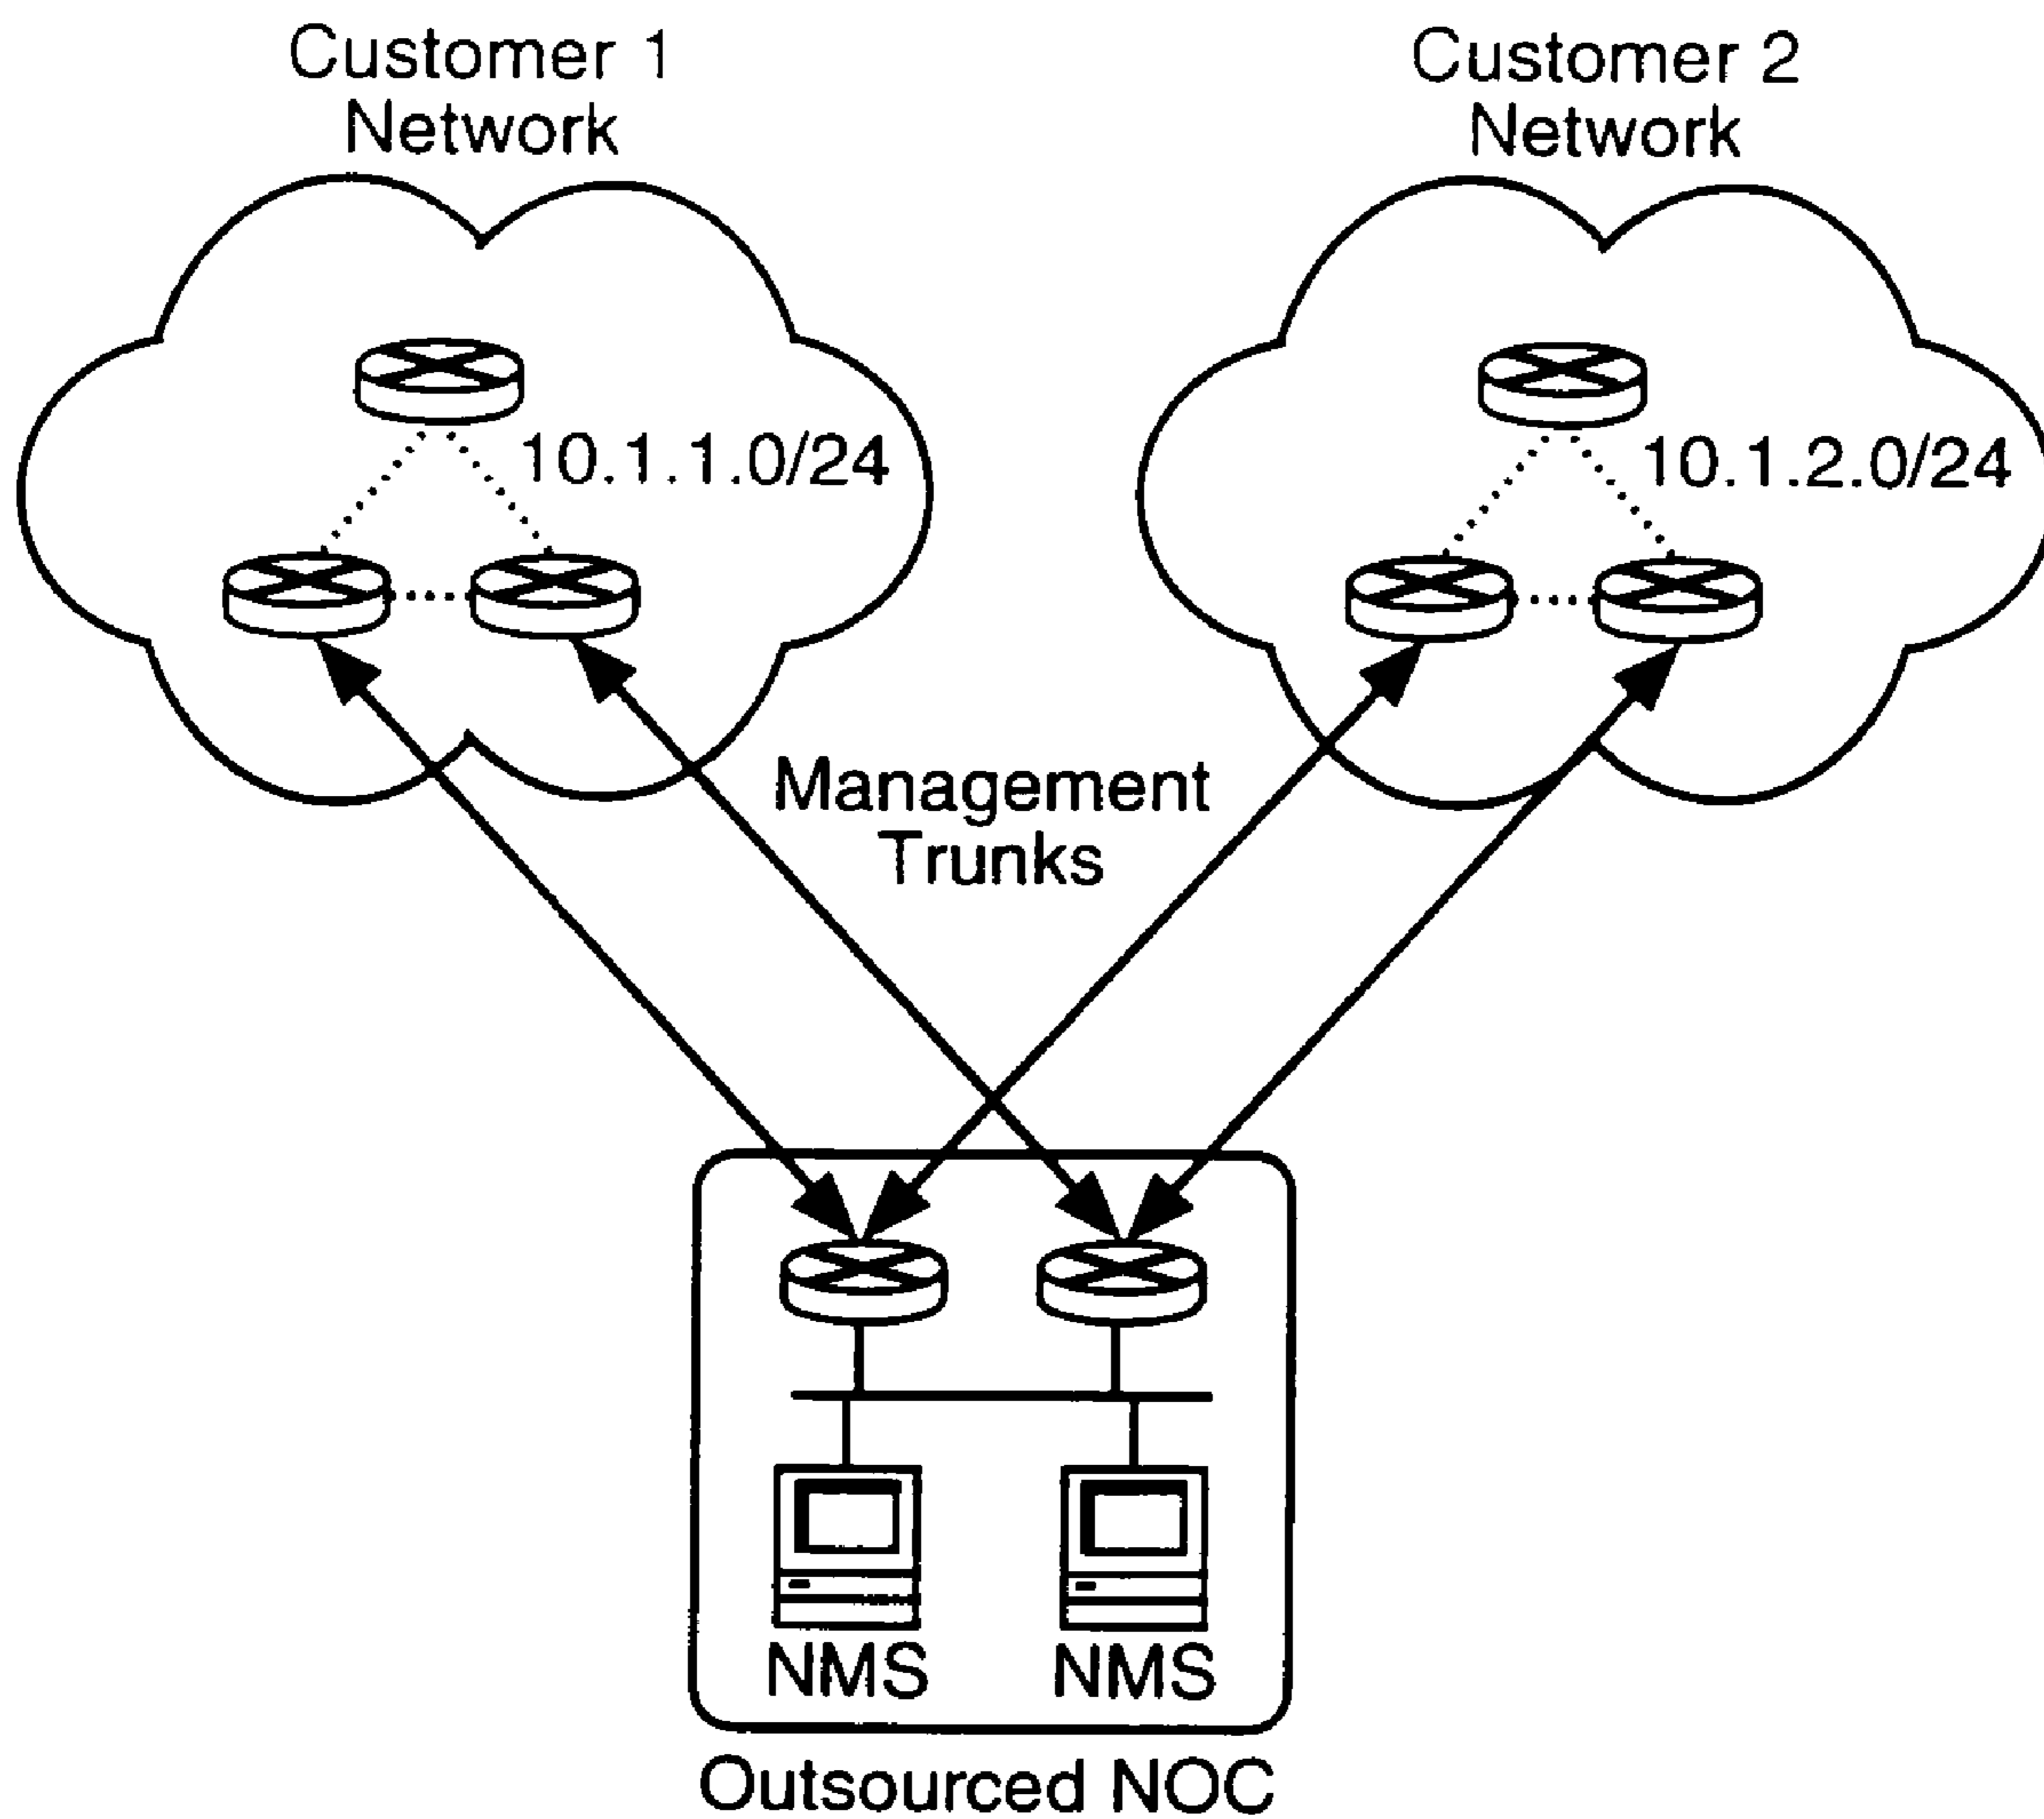 Customer 1
Network
Customer 2
Network
10.1.1.0/24
10.1.2.0/24
Management
Trunks
NMS
NMS
Outsourced NOC